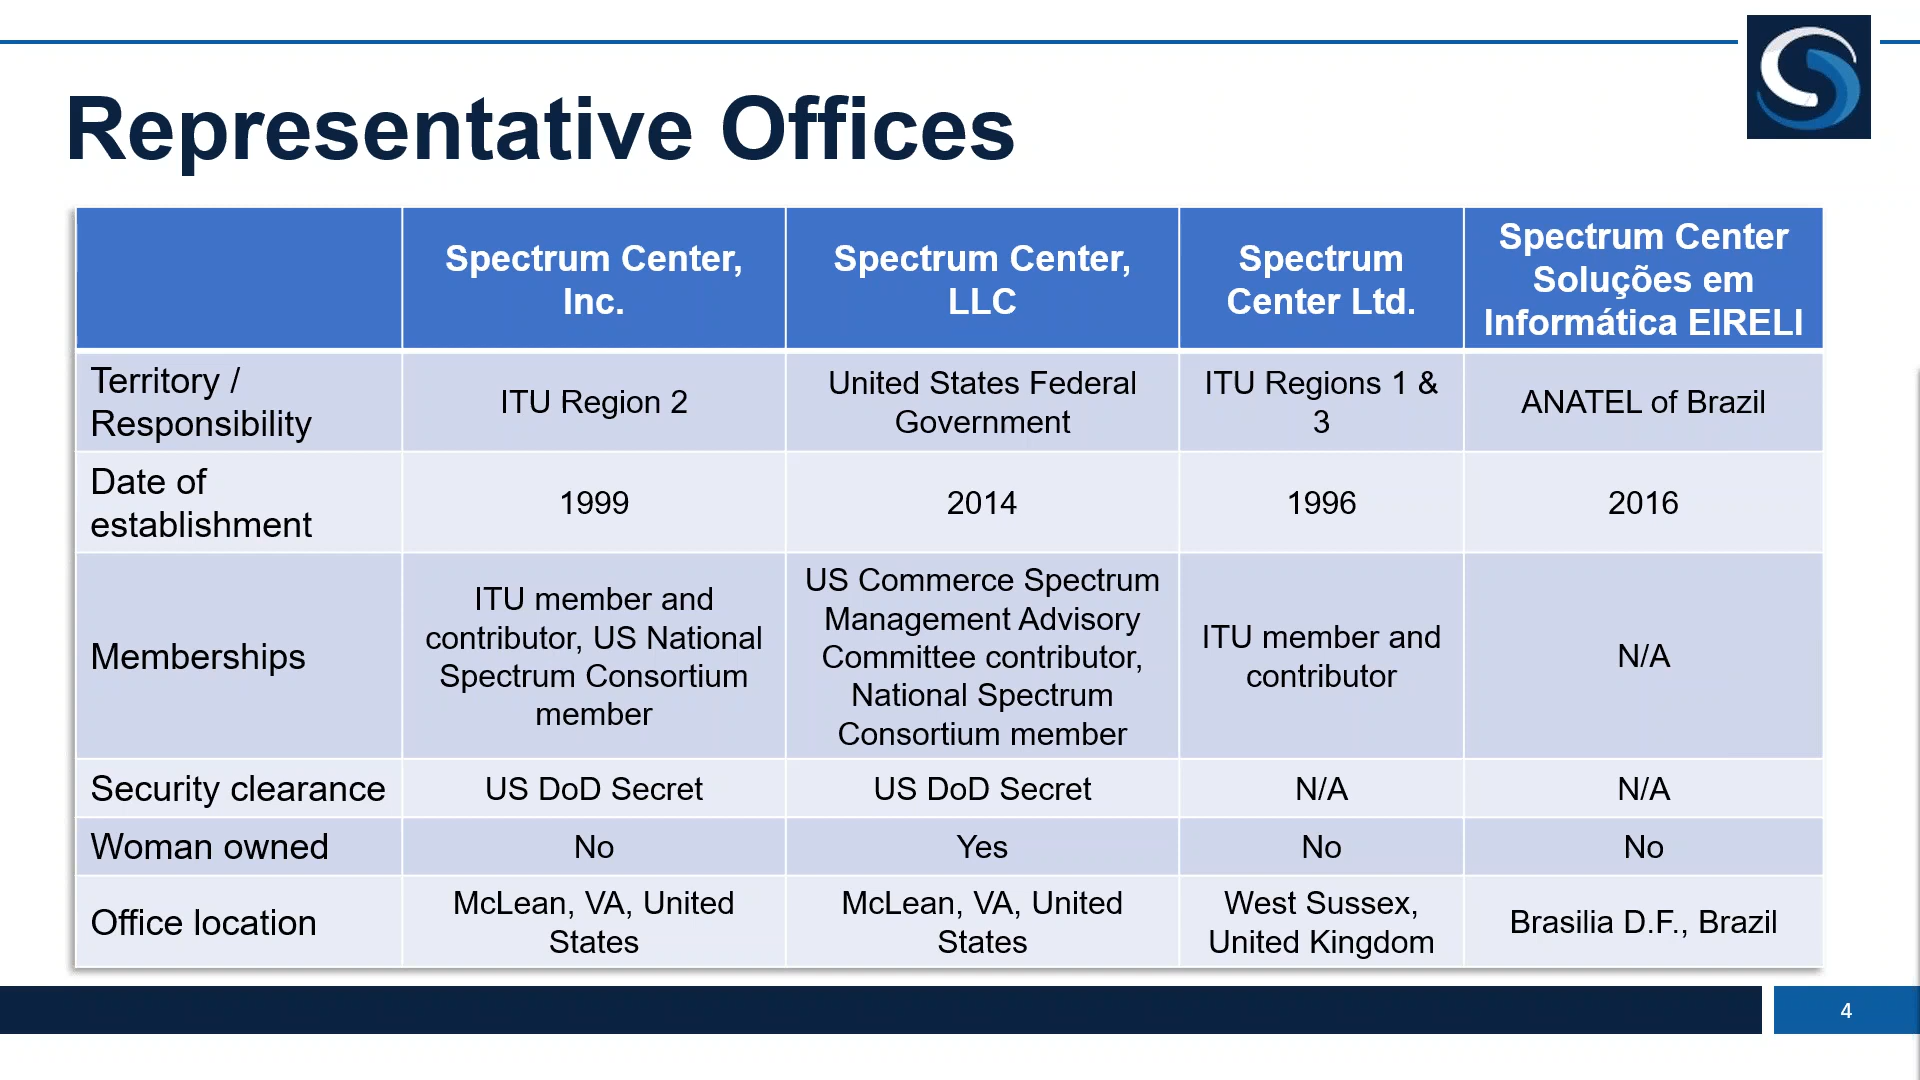 Representative Offices
Spectrum Center,
Inc.
Spectrum Center,
LLC
Spectrum
Center Ltd.
Spectrum Center
Soluções em
Informática EIRELI
Territory /
Responsibility
ITU Region 2
United States Federal
Government
ITU Regions 1 &
3
ANATEL of Brazil
Date of
establishment
1999
2014
1996
2016
Memberships
ITU member and
contributor, US National
Spectrum Consortium
member
US Commerce Spectrum
Management Advisory
Committee contributor,
National Spectrum
Consortium member
ITU member and
contributor
N/A
Security clearance
US DoD Secret
US DoD Secret
N/A
N/A
Woman owned
No
Yes
No
No
Office location
McLean, VA, United
States
McLean, VA, United
States
West Sussex,
United Kingdom
Brasilia D.F., Brazil
4